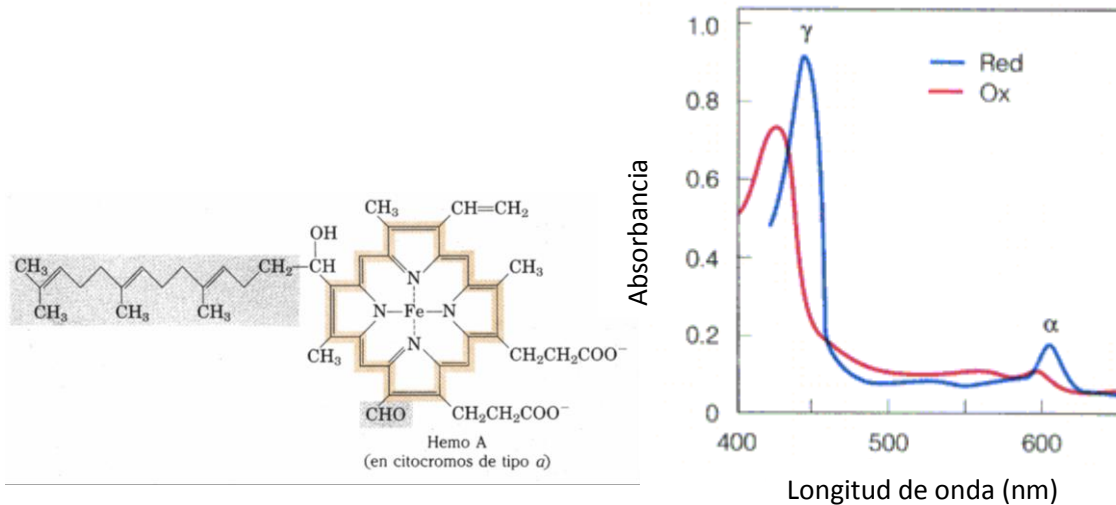 CH₃
CH=CH₂
OH
CH₃
CH₂
CH
CH₃
N
N
Fe
N
N
CH₃
CH₃
CH₃
CH₃
CH₂CH₂COO⁻
CHO
CH₂CH₂COO⁻
Hemo A
(en citocromos de tipo a)
Absorbancia
1.0
0.8
0.6
0.4
0.2
0
γ
Red
Ox
α
400
500
600
Longitud de onda (nm)